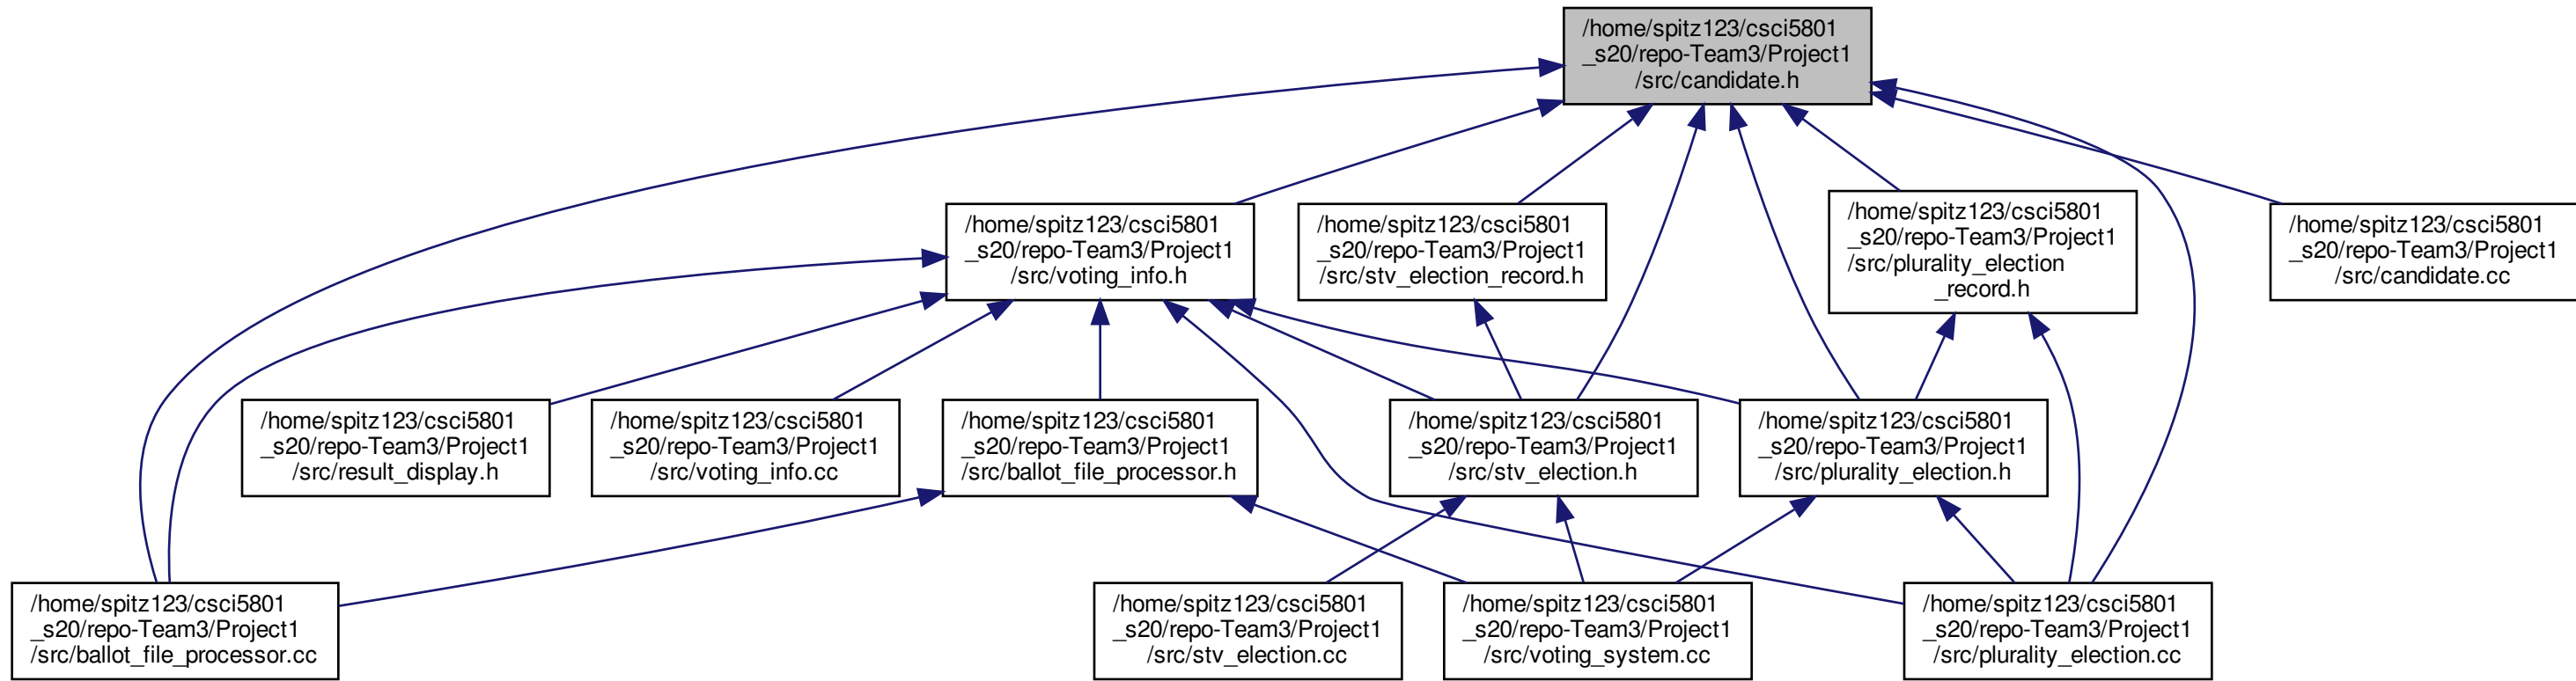 /home/spitz123/csci5801
_s20/repo-Team3/Project1
/src/candidate.h
/home/spitz123/csci5801
_s20/repo-Team3/Project1
/src/voting_info.h
/home/spitz123/csci5801
_s20/repo-Team3/Project1
/src/stv_election_record.h
/home/spitz123/csci5801
_s20/repo-Team3/Project1
/src/plurality_election
_record.h
/home/spitz123/csci5801
_s20/repo-Team3/Project1
/src/candidate.cc
/home/spitz123/csci5801
_s20/repo-Team3/Project1
/src/result_display.h
/home/spitz123/csci5801
_s20/repo-Team3/Project1
/src/voting_info.cc
/home/spitz123/csci5801
_s20/repo-Team3/Project1
/src/ballot_file_processor.h
/home/spitz123/csci5801
_s20/repo-Team3/Project1
/src/stv_election.h
/home/spitz123/csci5801
_s20/repo-Team3/Project1
/src/plurality_election.h
/home/spitz123/csci5801
_s20/repo-Team3/Project1
/src/ballot_file_processor.cc
/home/spitz123/csci5801
_s20/repo-Team3/Project1
/src/stv_election.cc
/home/spitz123/csci5801
_s20/repo-Team3/Project1
/src/voting_system.cc
/home/spitz123/csci5801
_s20/repo-Team3/Project1
/src/plurality_election.cc